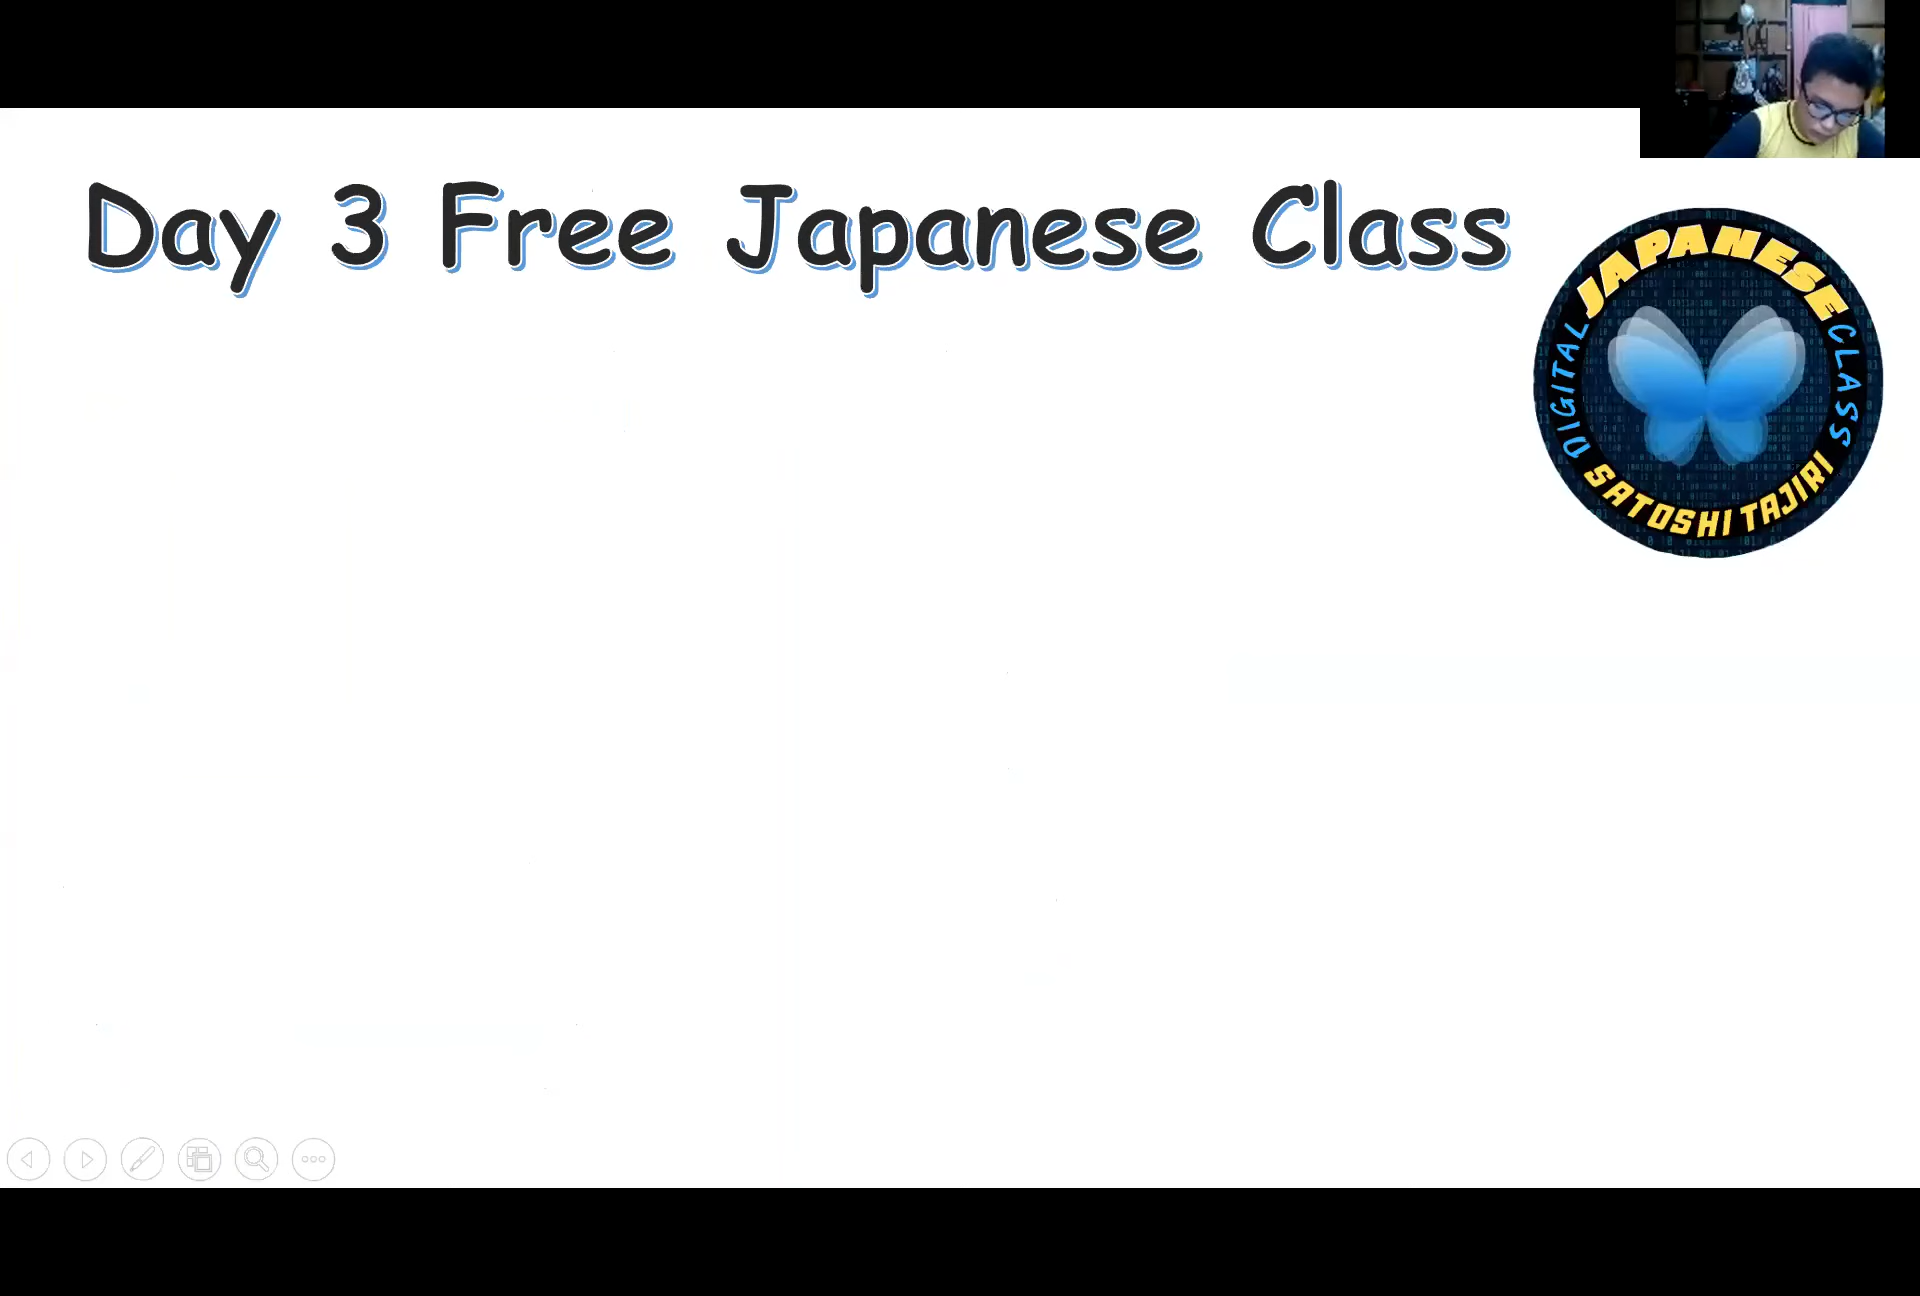 Day 3 Free Japanese Class
JAPANESE
DIGITAL
CLASS
SATOSHI TAJIRI